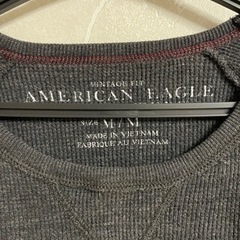 VINTAGE FIT
AMERICAN EAGLE
SIZE M/M
MADE IN VIETNAM
FABRIQUE AU VIETNAM